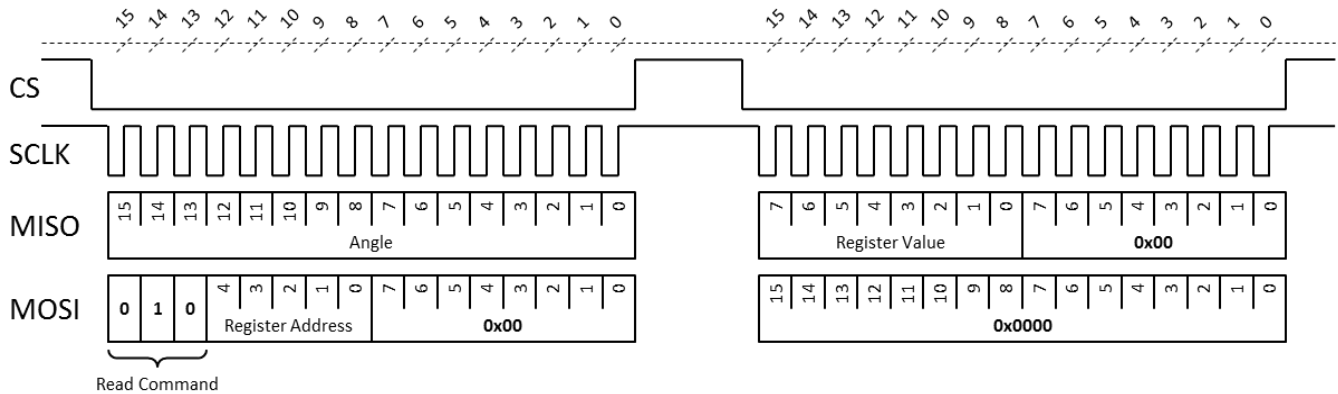 15 14 13 12 11 10 9 8 7 6 5 4 3 2 1 0 15 14 13 12 11 10 9 8 7 6 5 4 3 2 1 0
CS
SCLK
MISO 15 14 13 12 11 10 9 8 7 6 5 4 3 2 1 0 7 6 5 4 3 2 1 0 7 6 5 4 3 2 1 0
Angle Register Value 0x00
MOSI 0 1 0 4 3 2 1 0 7 6 5 4 3 2 1 0 15 14 13 12 11 10 9 8 7 6 5 4 3 2 1 0
Register Address 0x00 0x0000
Read Command